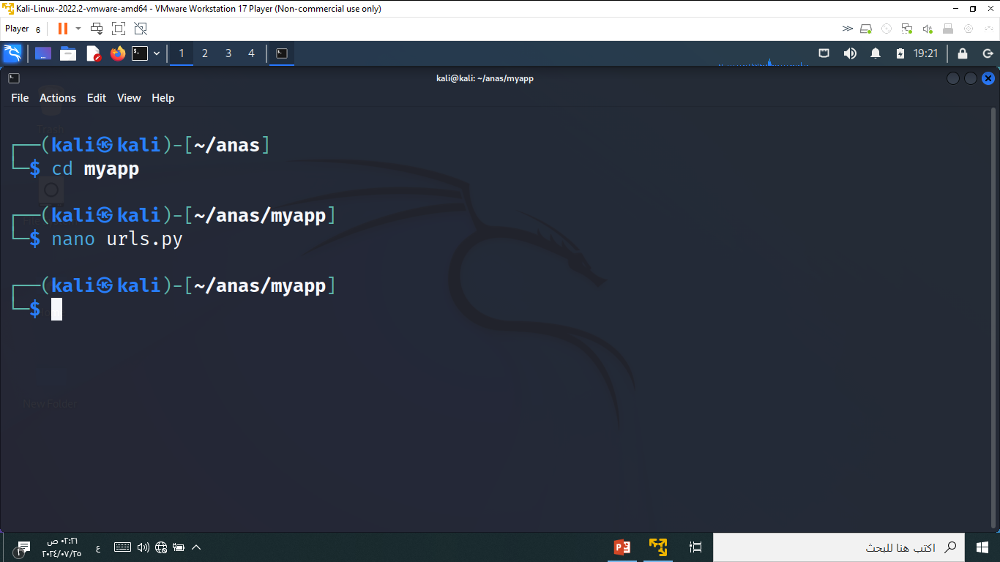 Kali-Linux-2022.2-vmware-amd64 - VMware Workstation 17 Player (Non-commercial use only)
Player 6
1 2 3 4
19:21
kali@kali: ~/anas/myapp
File Actions Edit View Help
Trash
┌──(kali㉿kali)-[~/anas]
└─$ cd myapp
┌──(kali㉿kali)-[~/anas/myapp]
└─$ nano urls.py
┌──(kali㉿kali)-[~/anas/myapp]
└─$
New Folder
اكتب هنا للبحث
ع
٠٢:٢١ ص
٢٠٢٤/٠٧/٢٥
١